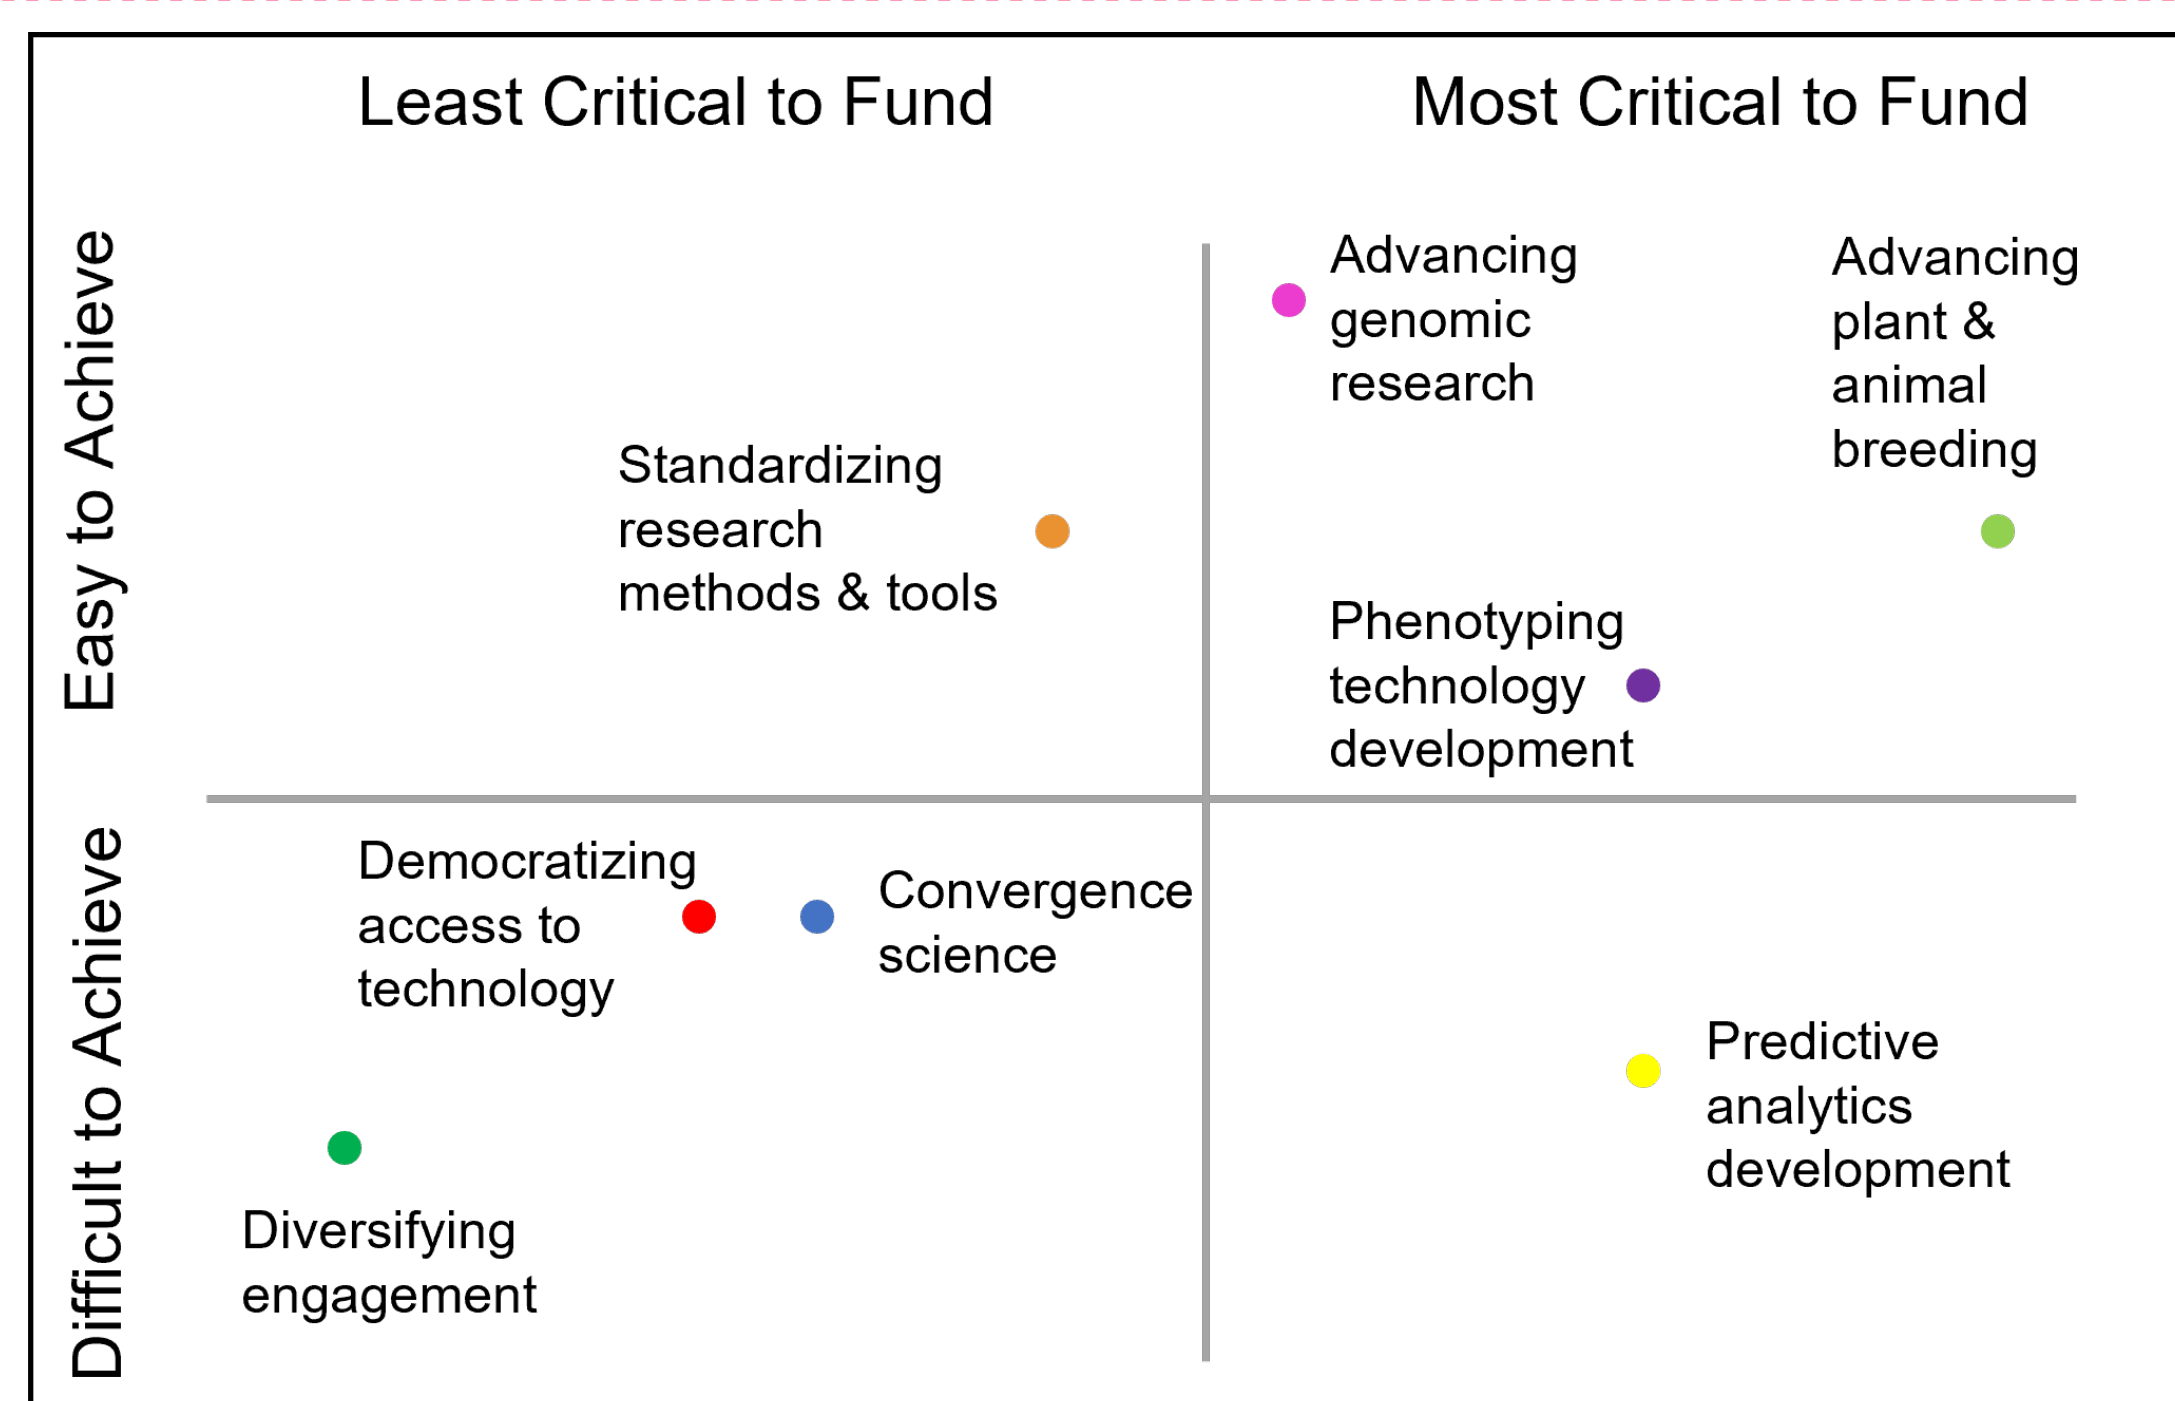 Least Critical to Fund
Most Critical to Fund
Easy to Achieve
Advancing
genomic
research
Advancing
plant &
animal
breeding
Standardizing
research
methods & tools
Phenotyping
technology
development
Difficult to Achieve
Democratizing
access to
technology
Convergence
science
Predictive
analytics
development
Diversifying
engagement